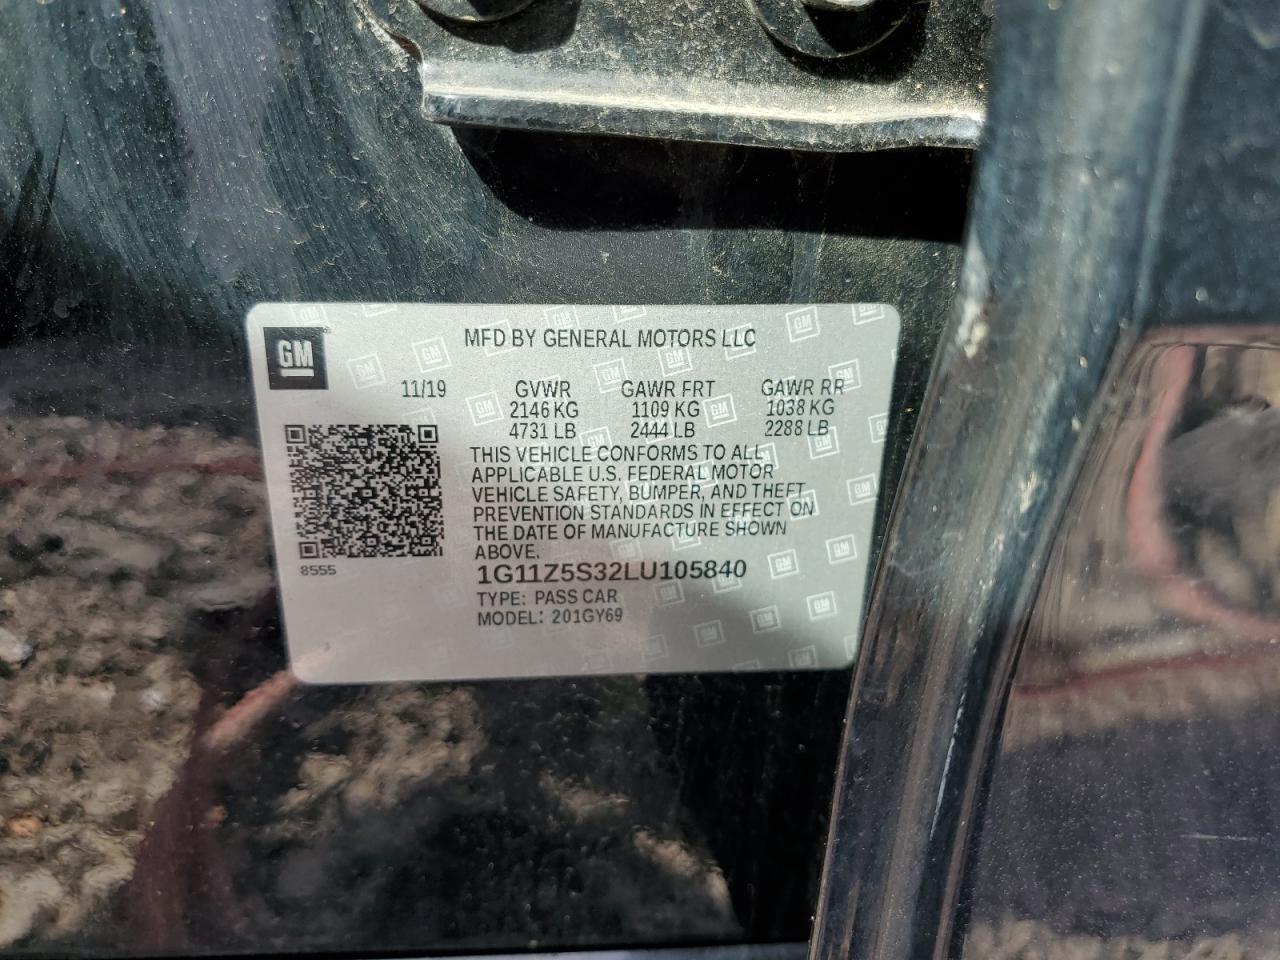 GM
MFD BY GENERAL MOTORS LLC
11/19 GVWR GAWR FRT GAWR RR
2146 KG 1109 KG 1038 KG
4731 LB 2444 LB 2288 LB
THIS VEHICLE CONFORMS TO ALL
APPLICABLE U.S. FEDERAL MOTOR
VEHICLE SAFETY, BUMPER, AND THEFT
PREVENTION STANDARDS IN EFFECT ON
THE DATE OF MANUFACTURE SHOWN
ABOVE.
8555
1G11Z5S32LU105840
TYPE: PASS CAR
MODEL: 201GY69